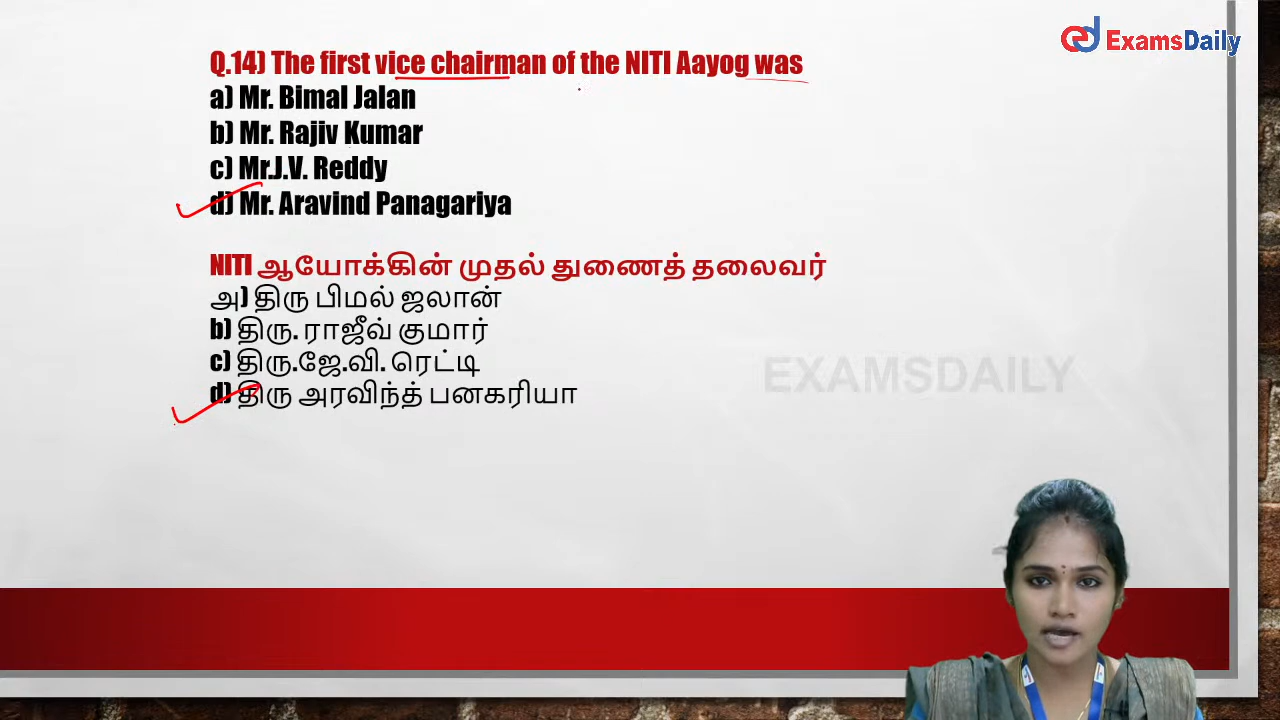 ExamsDaily
Q.14) The first vice chairman of the NITI Aayog was
a) Mr. Bimal Jalan
b) Mr. Rajiv Kumar
c) Mr.J.V. Reddy
d) Mr. Aravind Panagariya
NITI ஆயோக்கின் முதல் துணைத் தலைவர்
அ) திரு பிமல் ஜலான்
b) திரு. ராஜீவ் குமார்
c) திரு.ஜே.வி. ரெட்டி
d) திரு அரவிந்த் பனகரியா
EXAMSDAILY